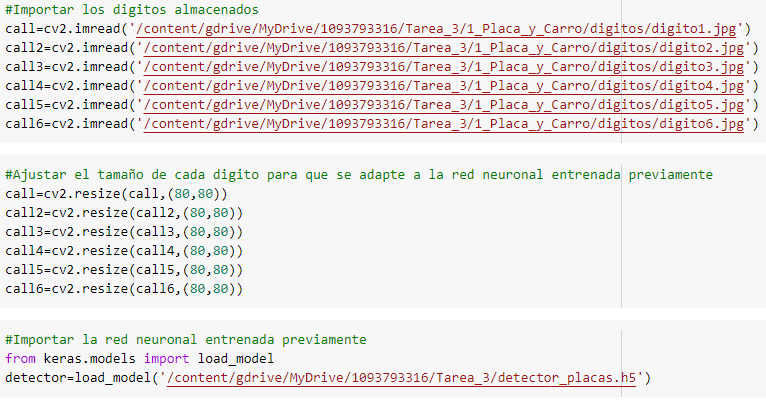 #Importar los digitos almacenados
call=cv2.imread('/content/gdrive/MyDrive/1093793316/Tarea_3/1_Placa_y_Carro/digitos/digito1.jpg')
call2=cv2.imread('/content/gdrive/MyDrive/1093793316/Tarea_3/1_Placa_y_Carro/digitos/digito2.jpg')
call3=cv2.imread('/content/gdrive/MyDrive/1093793316/Tarea_3/1_Placa_y_Carro/digitos/digito3.jpg')
call4=cv2.imread('/content/gdrive/MyDrive/1093793316/Tarea_3/1_Placa_y_Carro/digitos/digito4.jpg')
call5=cv2.imread('/content/gdrive/MyDrive/1093793316/Tarea_3/1_Placa_y_Carro/digitos/digito5.jpg')
call6=cv2.imread('/content/gdrive/MyDrive/1093793316/Tarea_3/1_Placa_y_Carro/digitos/digito6.jpg')
#Ajustar el tamaño de cada digito para que se adapte a la red neuronal entrenada previamente
call=cv2.resize(call,(80,80))
call2=cv2.resize(call2,(80,80))
call3=cv2.resize(call3,(80,80))
call4=cv2.resize(call4,(80,80))
call5=cv2.resize(call5,(80,80))
call6=cv2.resize(call6,(80,80))
#Importar la red neuronal entrenada previamente
from keras.models import load_model
detector=load_model('/content/gdrive/MyDrive/1093793316/Tarea_3/detector_placas.h5')